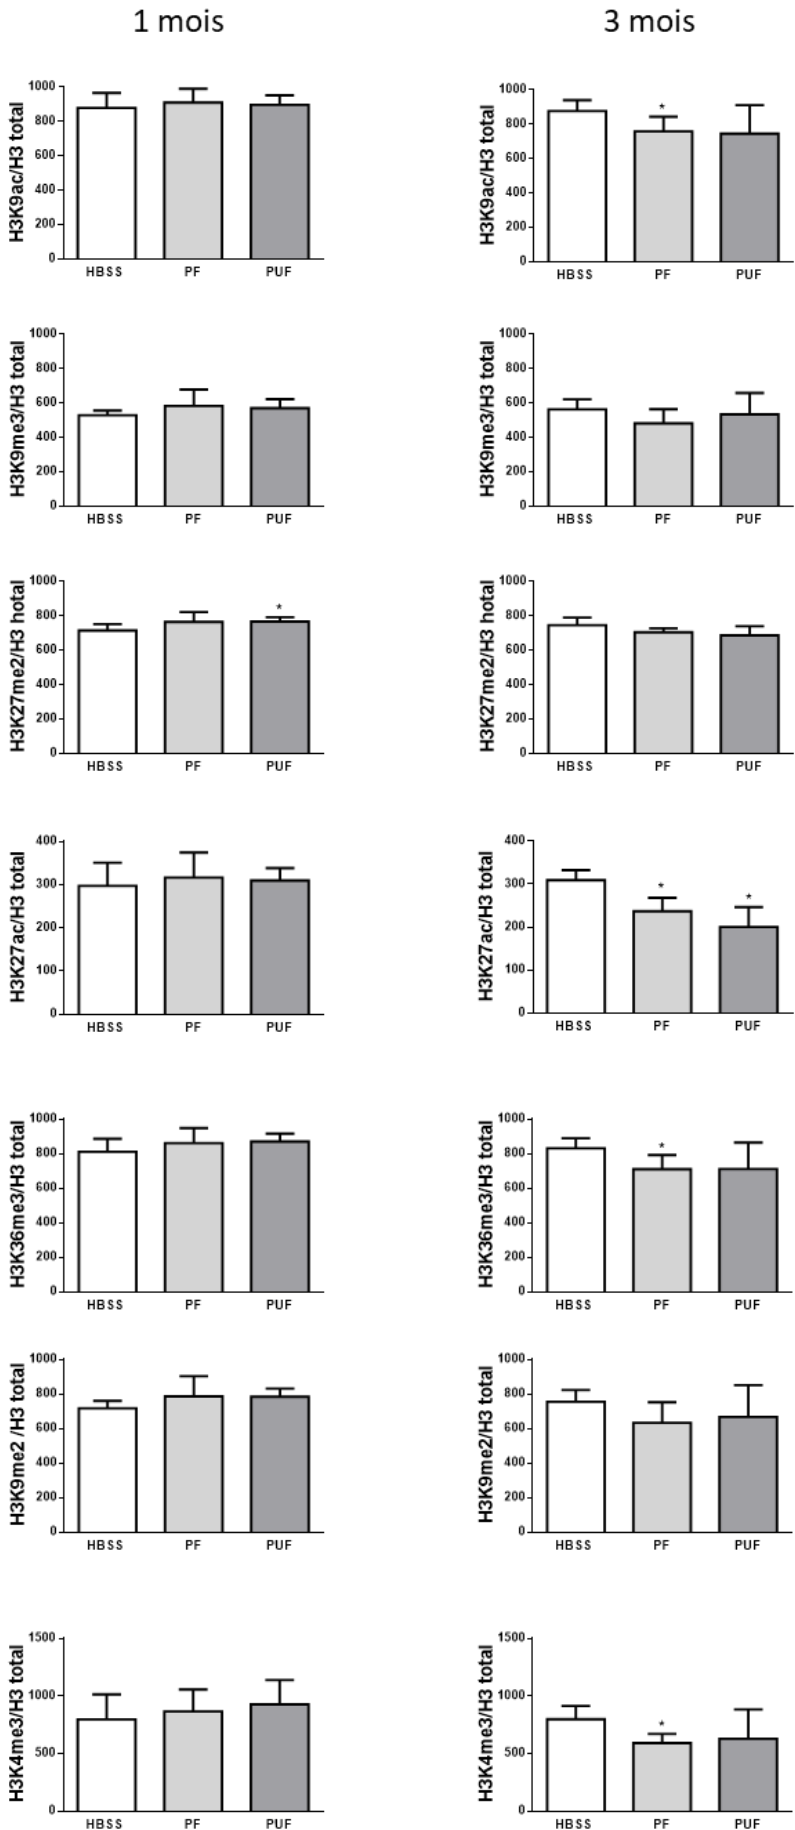 1 mois
3 mois
H3K9ac/H3 total
1000
800
600
400
200
0
HBSS PF PUF
H3K9ac/H3 total
1000
800
600
400
200
0
*
HBSS PF PUF
H3K9me3/H3 total
1000
800
600
400
200
0
HBSS PF PUF
H3K9me3/H3 total
1000
800
600
400
200
0
HBSS PF PUF
H3K27me2/H3 hotal
1000
800
600
400
200
0
*
HBSS PF PUF
H3K27me2/H3 total
1000
800
600
400
200
0
HBSS PF PUF
H3K27ac/H3 total
400
300
200
100
0
HBSS PF PUF
H3K27ac/H3 total
400
300
200
100
0
* *
HBSS PF PUF
H3K36me3/H3 total
1000
800
600
400
200
0
HBSS PF PUF
H3K36me3/H3 total
1000
800
600
400
200
0
*
HBSS PF PUF
H3K9me2 /H3 total
1000
800
600
400
200
0
HBSS PF PUF
H3K9me2/H3 total
1000
800
600
400
200
0
HBSS PF PUF
H3K4me3/H3 total
1500
1000
500
0
HBSS PF PUF
H3K4me3/H3 total
1500
1000
500
0
*
HBSS PF PUF